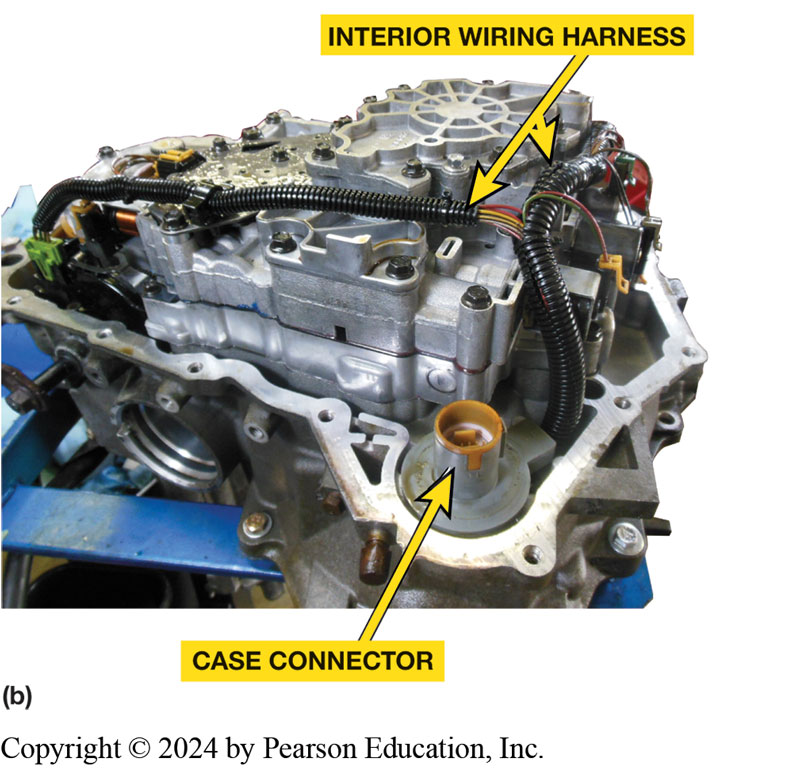 INTERIOR WIRING HARNESS
CASE CONNECTOR
(b)
Copyright © 2024 by Pearson Education, Inc.